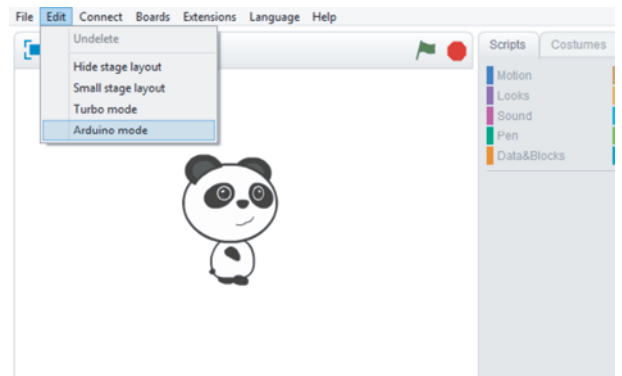 File Edit Connect Boards Extensions Language Help
Undelete
Hide stage layout
Small stage layout
Turbo mode
Arduino mode
Scripts Costumes
Motion
Looks
Sound
Pen
Data&Blocks